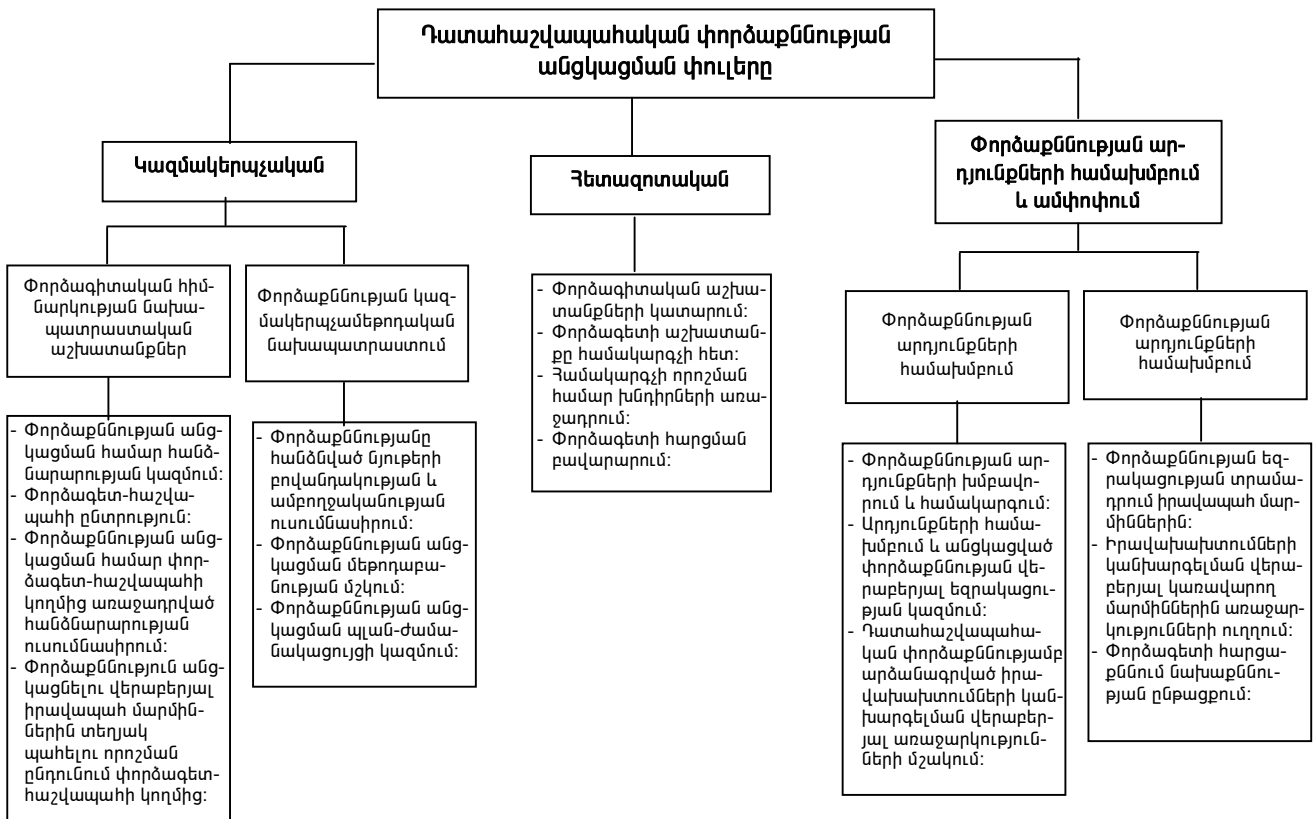 Դատահաշվապահական փորձաքննության
անցկացման փուլերը
Կազմակերպչական
Հետազոտական
Փորձաքննության ար-
դյունքների համախմբում
և ամփոփում
Փորձագիտական հիմ-
նարկության նախա-
պատրաստական
աշխատանքներ
Փորձաքննության կազ-
մակերպչամեթոդական
նախապատրաստում
- Փորձագիտական աշխա-
տանքների կատարում:
- Փորձագետի աշխատան-
քը համակարգչի հետ:
- Համակարգչի որոշման
համար խնդիրների առա-
ջադրում:
- Փորձագետի հարցման
բավարարում:
Փորձաքննության
արդյունքների
համախմբում
Փորձաքննության
արդյունքների
համախմբում
- Փորձաքննության անց-
կացման համար հանձ-
նարարության կազմում:
- Փորձագետ-հաշվա-
պահի ընտրություն:
- Փորձաքննության անց-
կացման համար փոր-
ձագետ-հաշվապահի
կողմից առաջադրված
հանձնարարության
ուսումնասիրում:
- Փորձաքննություն անց-
կացնելու վերաբերյալ
իրավապահ մարմին-
ներին տեղյակ
պահելու որոշման
ընդունում փորձագետ-
հաշվապահի կողմից:
- Փորձաքննությանը
հանձնված նյութերի
բովանդակության և
ամբողջականության
ուսումնասիրում:
- Փորձաքննության անց-
կացման մեթոդաբա-
նության մշկում:
- Փորձաքննության անց-
կացման պլան-ժամա-
նակացույցի կազմում:
- Փորձաքննության ար-
դյունքների խմբավո-
րում և համակարգում:
- Արդյունքների համա-
խմբում և անցկացված
փորձաքննության վե-
րաբերյալ եզրակացու-
թյան կազմում:
- Դատահաշվապահա-
կան փորձաքննությամբ
արձանագրված իրա-
վախախտումների կան-
խարգելման վերաբեր-
յալ առաջարկություն-
ների մշակում:
- Փորձաքննության եզ-
րակացության տրամա-
դրում իրավապահ մար-
միններին:
- Իրավախախտումների
կանխարգելման վերա-
բերյալ կառավարող
մարմիններին առաջար-
կությունների ուղղում:
- Փորձագետի հարցա-
քննում նախաքննու-
թյան ընթացքում: